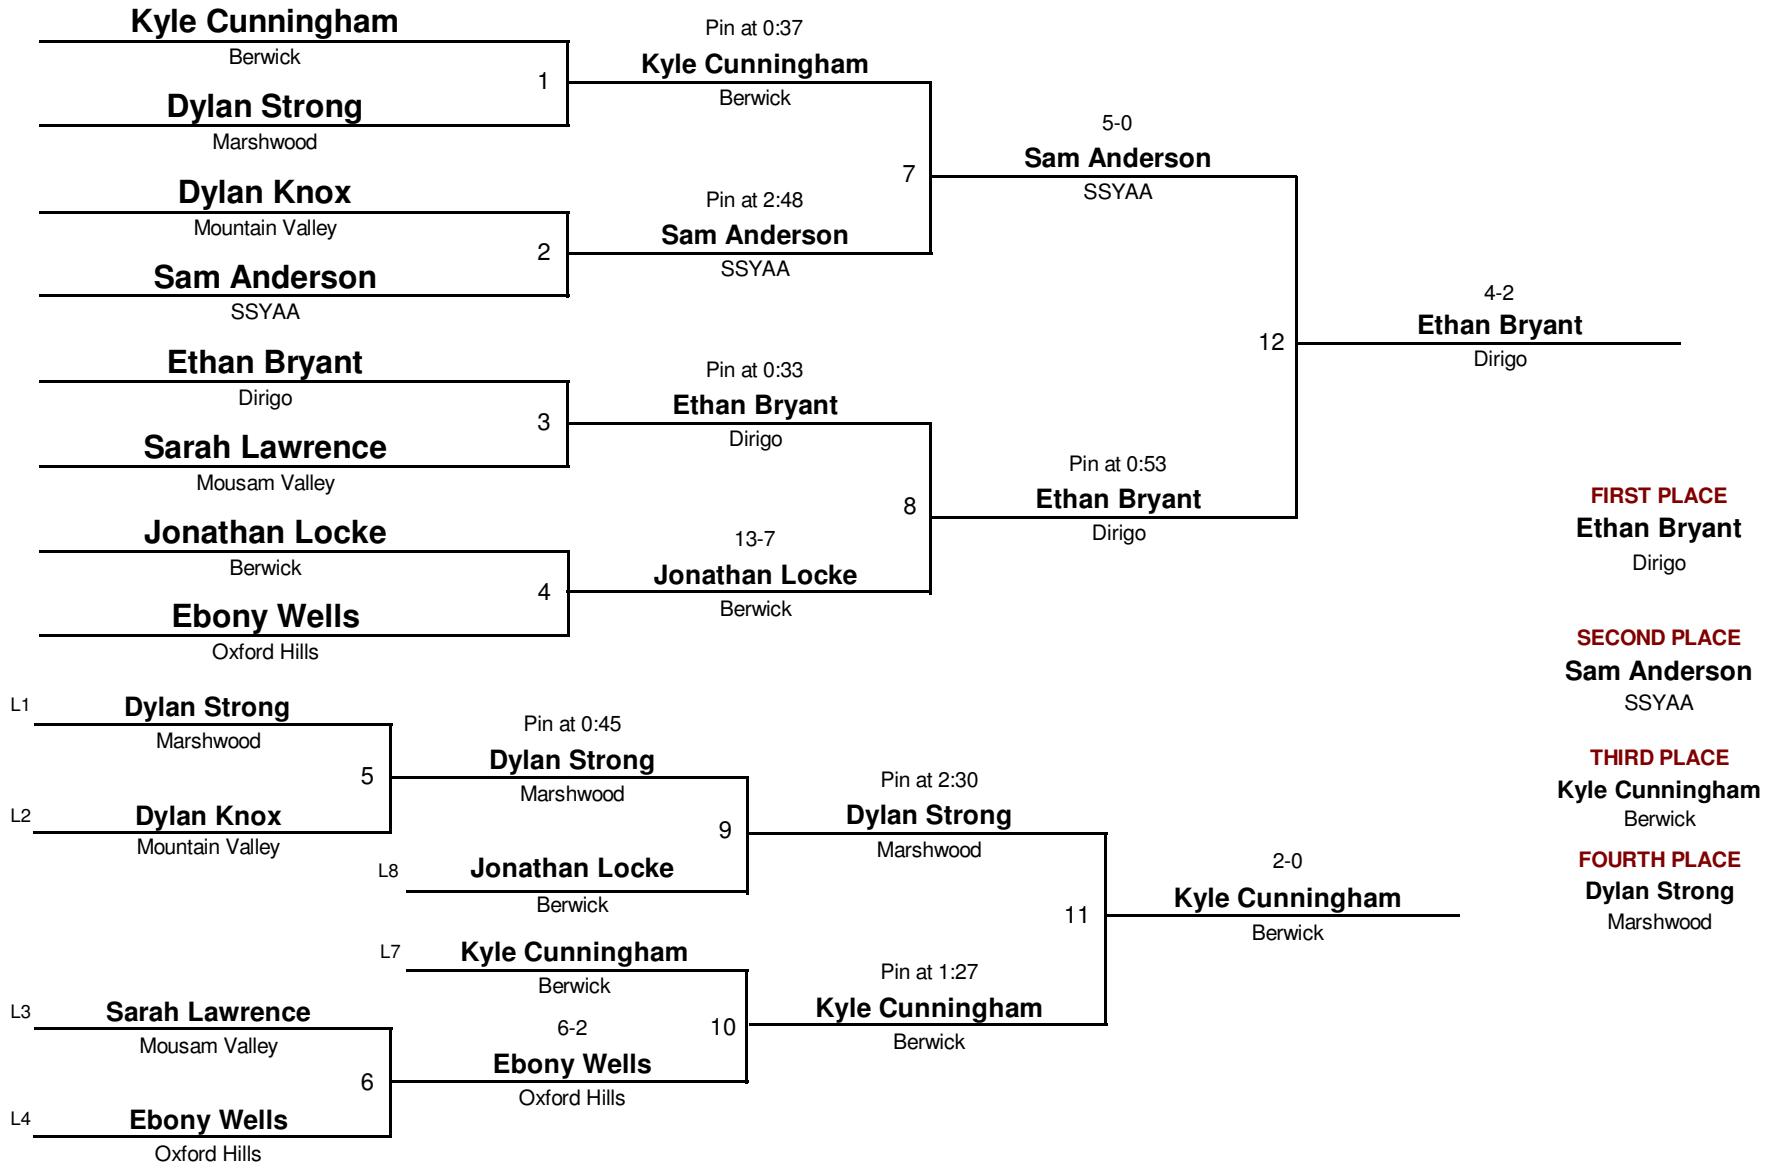 Kyle Cunningham
Berwick
1
Dylan Strong
Marshwood
Pin at 0:37
Kyle Cunningham
Berwick
Dylan Knox
Mountain Valley
2
Sam Anderson
SSYAA
Pin at 2:48
Sam Anderson
SSYAA
7
5-0
Sam Anderson
SSYAA
Ethan Bryant
Dirigo
3
Sarah Lawrence
Mousam Valley
Pin at 0:33
Ethan Bryant
Dirigo
Jonathan Locke
Berwick
4
Ebony Wells
Oxford Hills
13-7
Jonathan Locke
Berwick
8
Pin at 0:53
Ethan Bryant
Dirigo
12
4-2
Ethan Bryant
Dirigo
FIRST PLACE
Ethan Bryant
Dirigo
SECOND PLACE
Sam Anderson
SSYAA
THIRD PLACE
Kyle Cunningham
Berwick
FOURTH PLACE
Dylan Strong
Marshwood
L1
Dylan Strong
Marshwood
5
L2
Dylan Knox
Mountain Valley
Pin at 0:45
Dylan Strong
Marshwood
9
L8
Jonathan Locke
Berwick
Pin at 2:30
Dylan Strong
Marshwood
L7
Kyle Cunningham
Berwick
10
L3
Sarah Lawrence
Mousam Valley
6
L4
Ebony Wells
Oxford Hills
6-2
Ebony Wells
Oxford Hills
Pin at 1:27
Kyle Cunningham
Berwick
11
2-0
Kyle Cunningham
Berwick